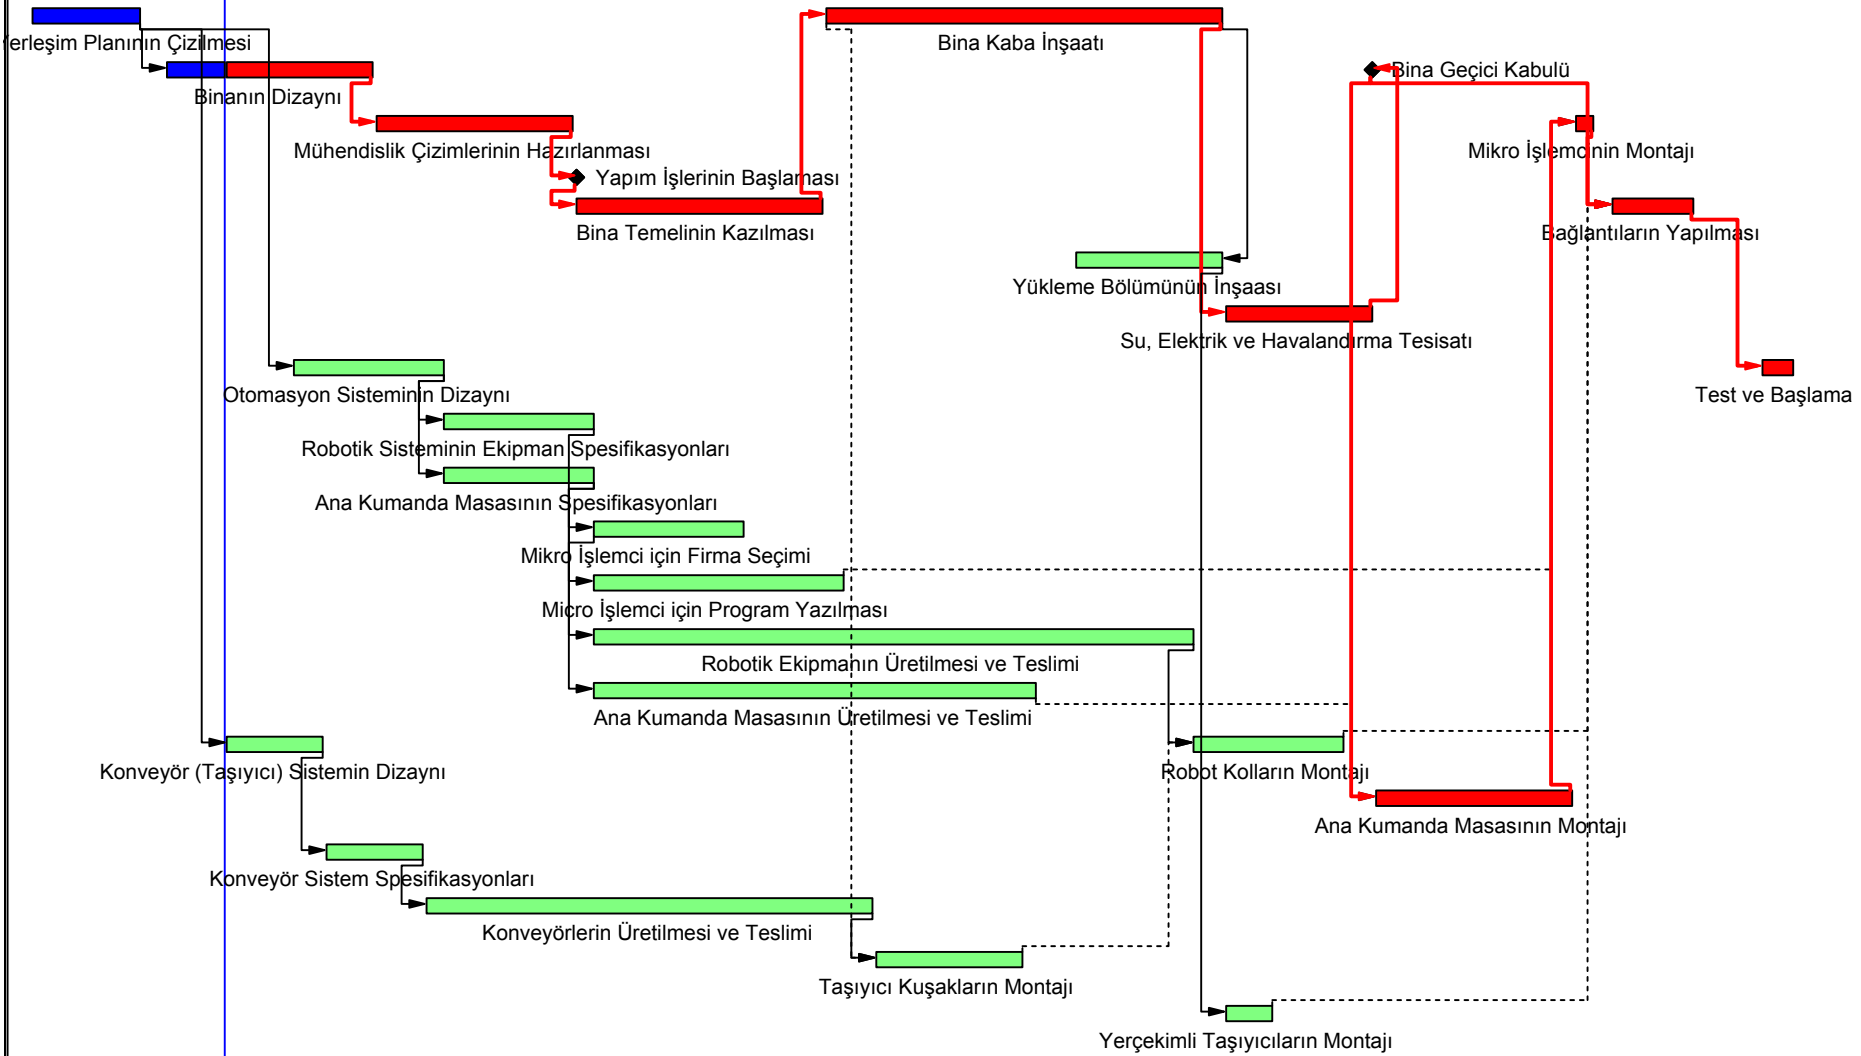 Yerleşim Planının Çizilmesi
Bina Kaba İnşaatı
Bina Geçici Kabulü
Binanın Dizaynı
Mühendislik Çizimlerinin Hazırlanması
Mikro İşlemcinin Montajı
Yapım İşlerinin Başlaması
Bina Temelinin Kazılması
Bağlantıların Yapılması
Yükleme Bölümünün İnşaası
Su, Elektrik ve Havalandırma Tesisatı
Otomasyon Sisteminin Dizaynı
Test ve Başlama
Robotik Sisteminin Ekipman Spesifikasyonları
Ana Kumanda Masasının Spesifikasyonları
Mikro İşlemci için Firma Seçimi
Micro İşlemci için Program Yazılması
Robotik Ekipmanın Üretilmesi ve Teslimi
Ana Kumanda Masasının Üretilmesi ve Teslimi
Konveyör (Taşıyıcı) Sistemin Dizaynı
Robot Kolların Montajı
Ana Kumanda Masasının Montajı
Konveyör Sistem Spesifikasyonları
Konveyörlerin Üretilmesi ve Teslimi
Taşıyıcı Kuşakların Montajı
Yerçekimli Taşıyıcıların Montajı